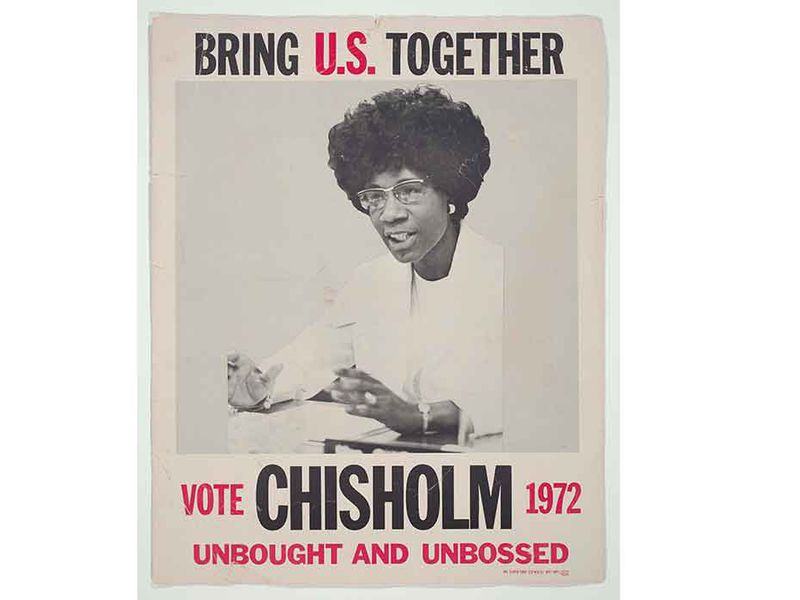 BRING U.S. TOGETHER
VOTE CHISHOLM 1972
UNBOUGHT AND UNBOSSED